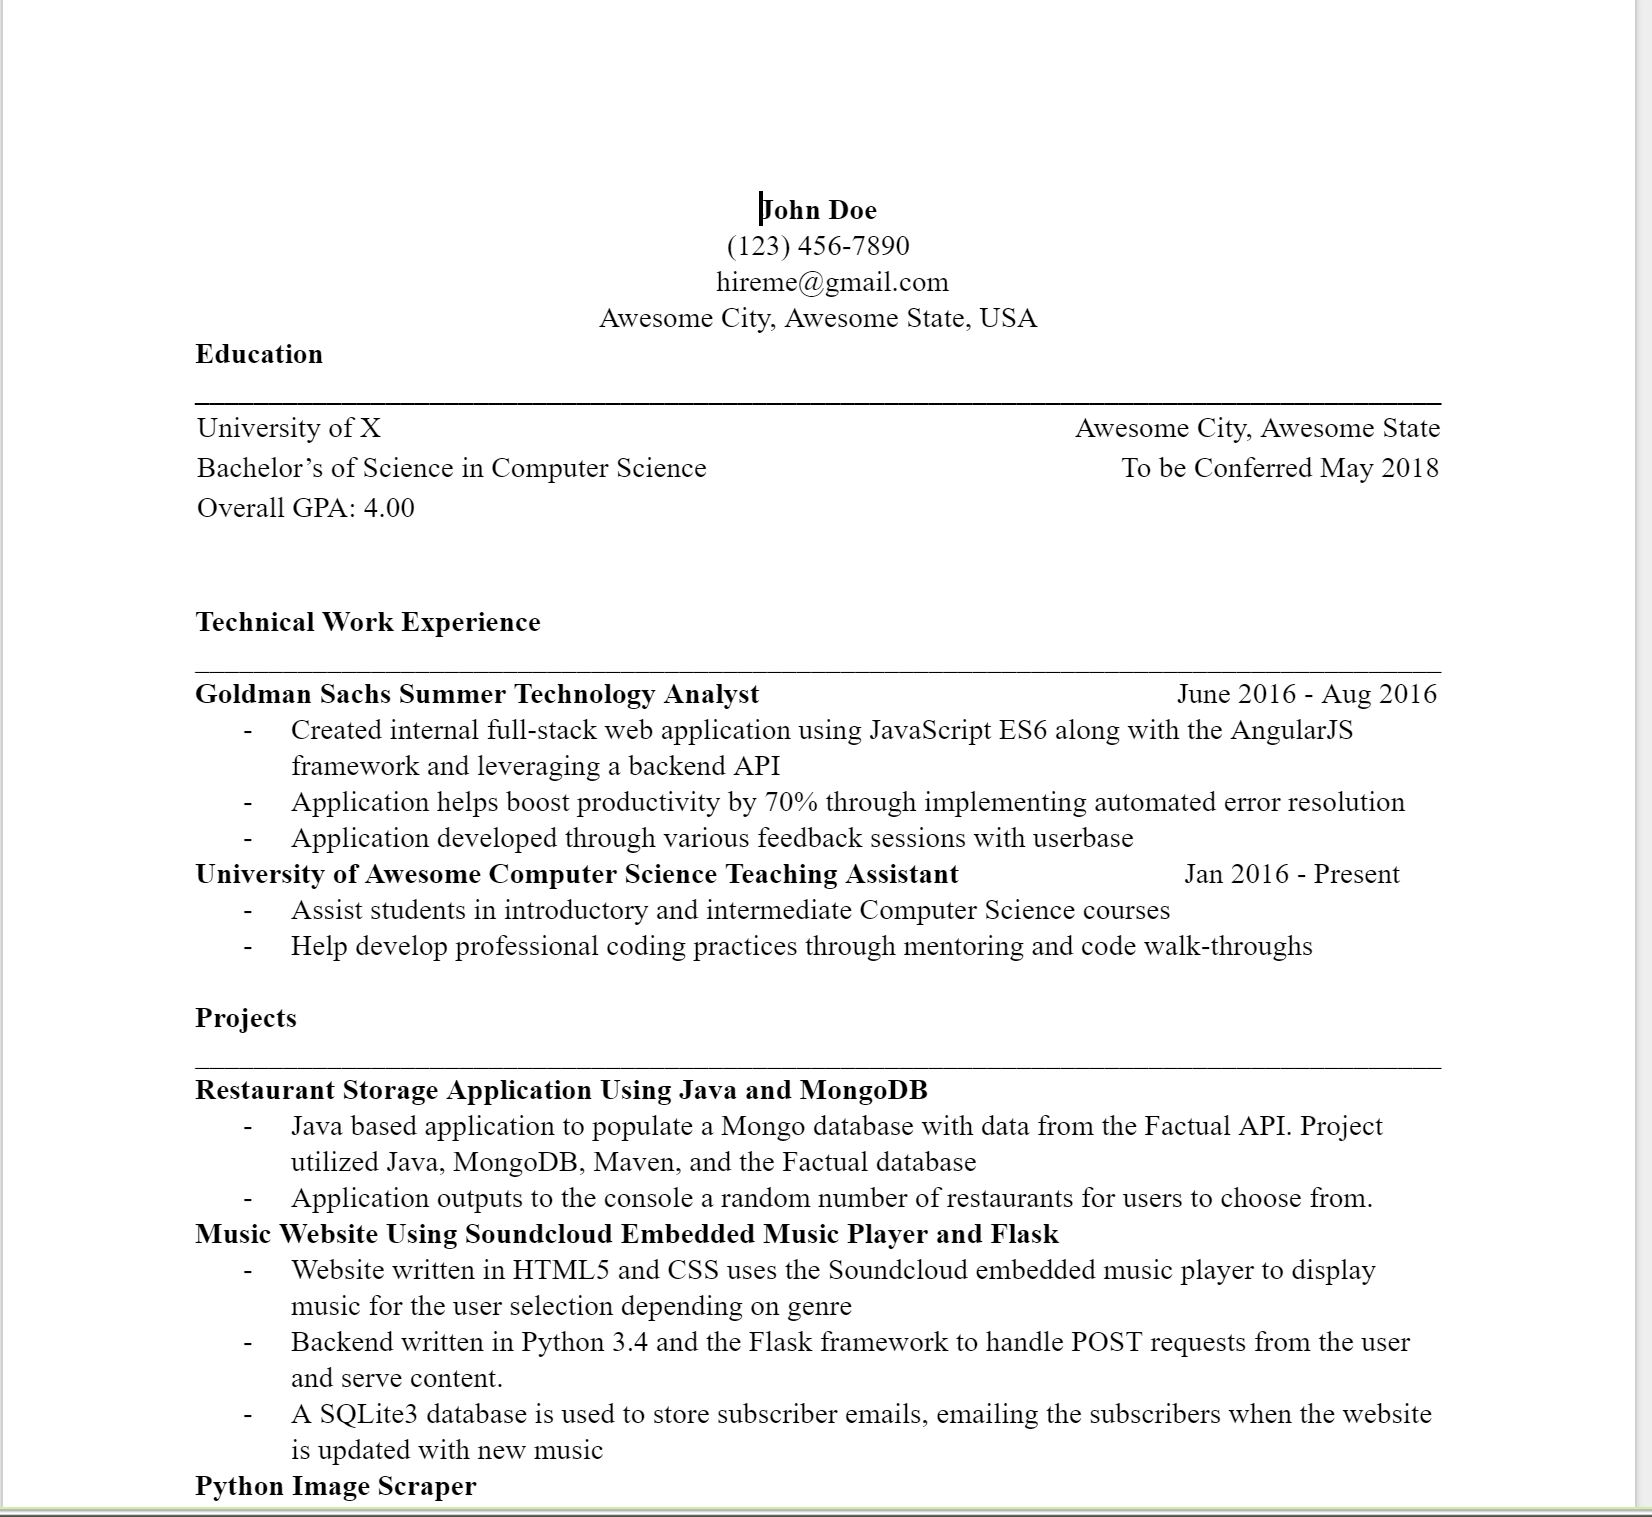 John Doe
(123) 456-7890
hireme@gmail.com
Awesome City, Awesome State, USA
Education
University of X Awesome City, Awesome State
Bachelor’s of Science in Computer Science To be Conferred May 2018
Overall GPA: 4.00
Technical Work Experience
Goldman Sachs Summer Technology Analyst June 2016 - Aug 2016
- Created internal full-stack web application using JavaScript ES6 along with the AngularJS
framework and leveraging a backend API
- Application helps boost productivity by 70% through implementing automated error resolution
- Application developed through various feedback sessions with userbase
University of Awesome Computer Science Teaching Assistant Jan 2016 - Present
- Assist students in introductory and intermediate Computer Science courses
- Help develop professional coding practices through mentoring and code walk-throughs
Projects
Restaurant Storage Application Using Java and MongoDB
- Java based application to populate a Mongo database with data from the Factual API. Project
utilized Java, MongoDB, Maven, and the Factual database
- Application outputs to the console a random number of restaurants for users to choose from.
Music Website Using Soundcloud Embedded Music Player and Flask
- Website written in HTML5 and CSS uses the Soundcloud embedded music player to display
music for the user selection depending on genre
- Backend written in Python 3.4 and the Flask framework to handle POST requests from the user
and serve content.
- A SQLite3 database is used to store subscriber emails, emailing the subscribers when the website
is updated with new music
Python Image Scraper